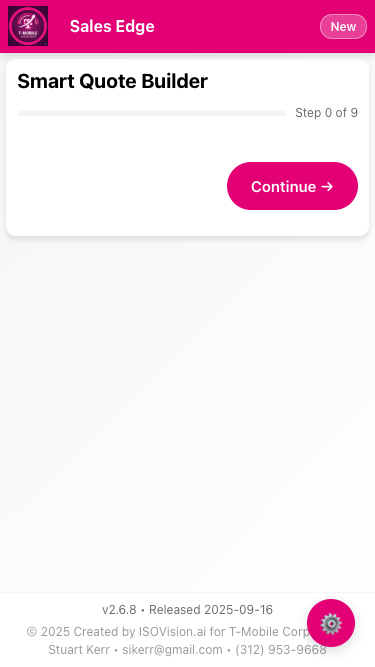 T-MOBILE
Sales Edge
New
Smart Quote Builder
Step 0 of 9
Continue →
v2.6.8 • Released 2025-09-16
© 2025 Created by ISOVision.ai for T-Mobile Corp
Stuart Kerr • sikerr@gmail.com • (312) 953-9668